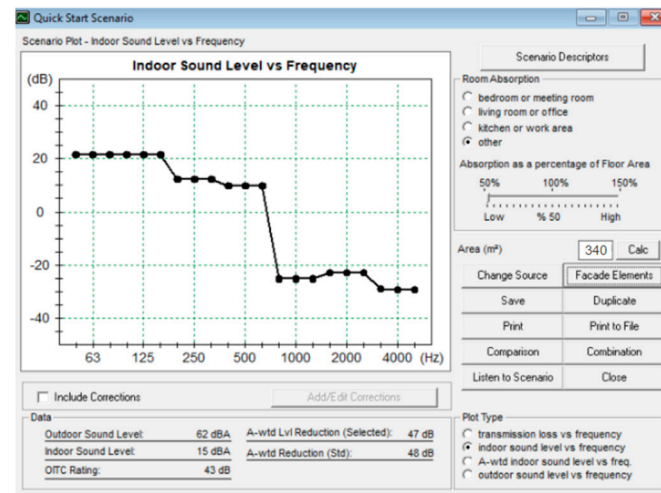 Quick Start Scenario
Scenario Plot - Indoor Sound Level vs Frequency
Indoor Sound Level vs Frequency
(dB)
40
20
0
-20
-40
63 125 250 500 1000 2000 4000 (Hz)
Include Corrections
Add/Edit Corrections
Data
Outdoor Sound Level: 62 dBA
Indoor Sound Level: 15 dBA
OITC Rating: 43 dB
A-wtd Lvl Reduction (Selected): 47 dB
A-wtd Reduction (Std): 48 dB
Scenario Descriptors
Room Absorption
bedroom or meeting room
living room or office
kitchen or work area
other
Absorption as a percentage of Floor Area
50% 100% 150%
Low % 50 High
Area (m²) 340 Calc
Change Source Facade Elements
Save Duplicate
Print Print to File
Comparison Combination
Listen to Scenario Close
Plot Type
transmission loss vs frequency
indoor sound level vs frequency
A-wtd indoor sound level vs freq.
outdoor sound level vs frequency